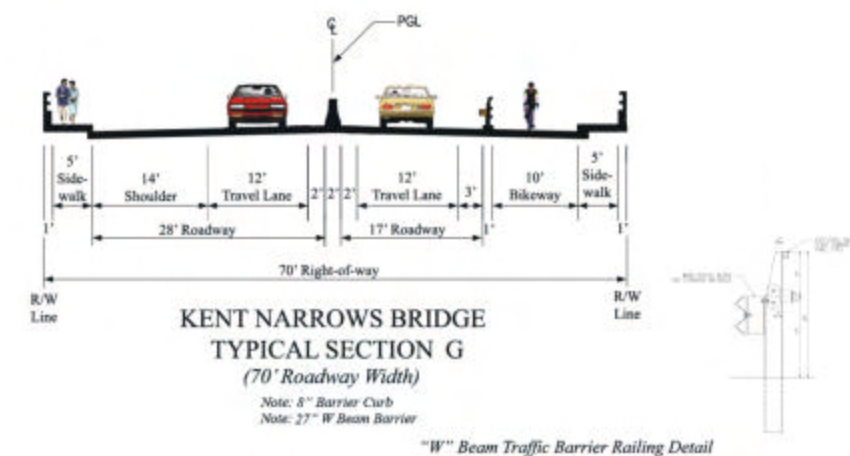 ℄
PGL
5'
Side-
walk
14'
Shoulder
12'
Travel Lane
2'
2'
2'
12'
Travel Lane
3'
10'
Bikeway
5'
Side-
walk
1'
28' Roadway
17' Roadway
1'
1'
70' Right-of-way
R/W
Line
R/W
Line
KENT NARROWS BRIDGE
TYPICAL SECTION G
(70' Roadway Width)
Note: 8" Barrier Curb
Note: 27" W Beam Barrier
"W" Beam Traffic Barrier Railing Detail